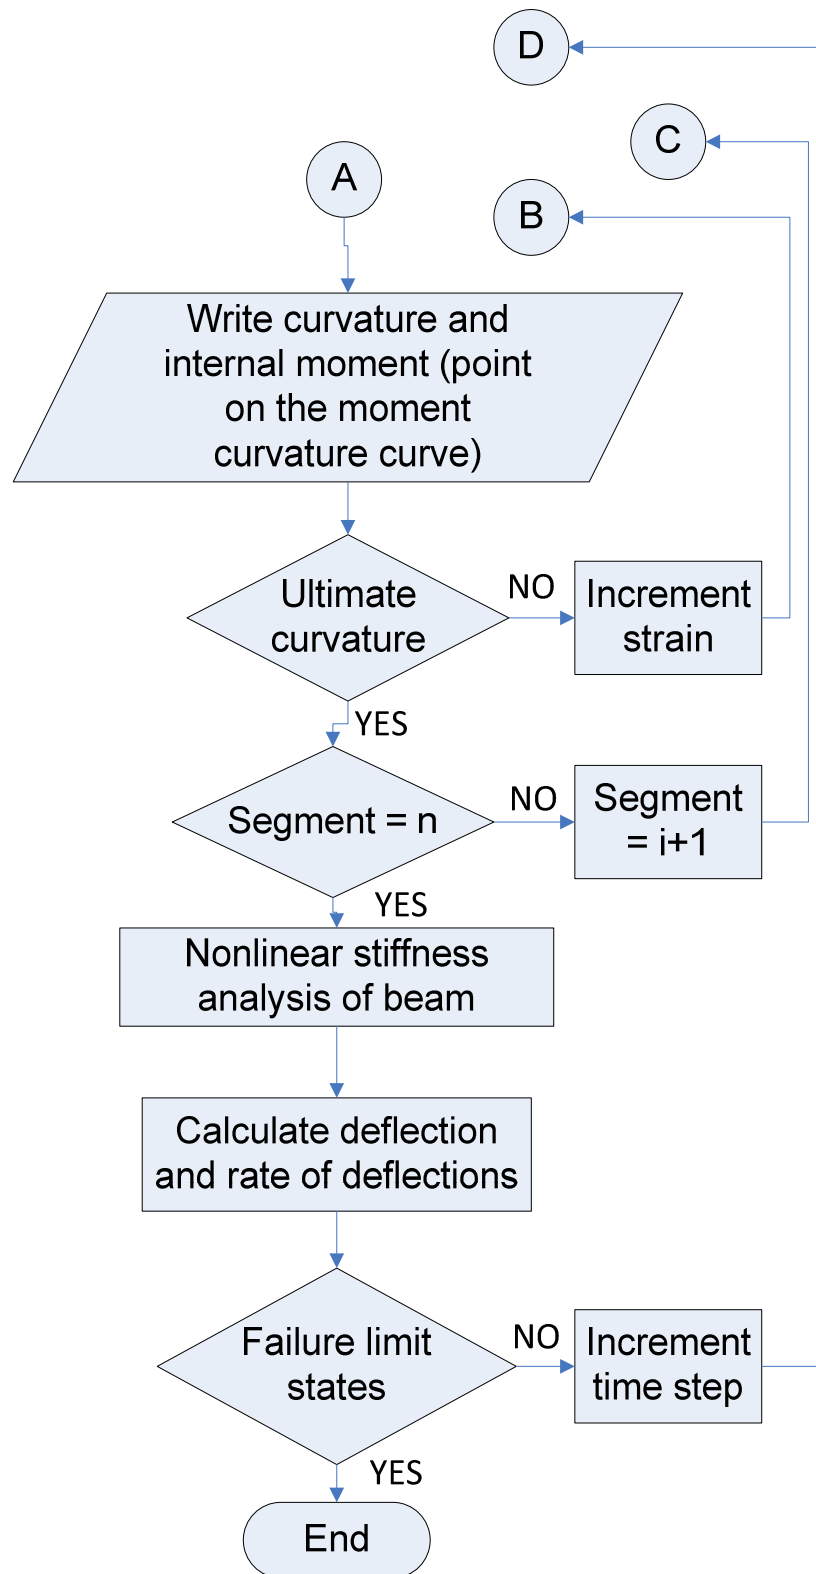 D
C
A
B
Write curvature and
internal moment (point
on the moment
curvature curve)
Ultimate
curvature
NO
Increment
strain
YES
Segment = n
NO
Segment
= i+1
YES
Nonlinear stiffness
analysis of beam
Calculate deflection
and rate of deflections
Failure limit
states
NO
Increment
time step
YES
End